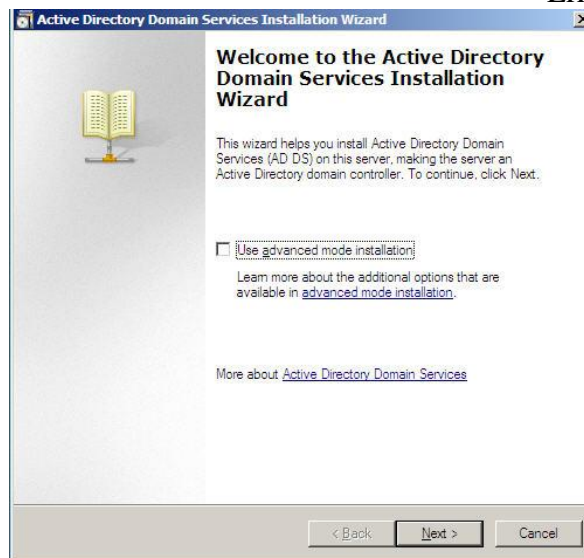 Active Directory Domain Services Installation Wizard
Welcome to the Active Directory
Domain Services Installation
Wizard
This wizard helps you install Active Directory Domain
Services (AD DS) on this server, making the server an
Active Directory domain controller. To continue, click Next.
Use advanced mode installation
Learn more about the additional options that are
available in advanced mode installation.
More about Active Directory Domain Services
< Back Next > Cancel